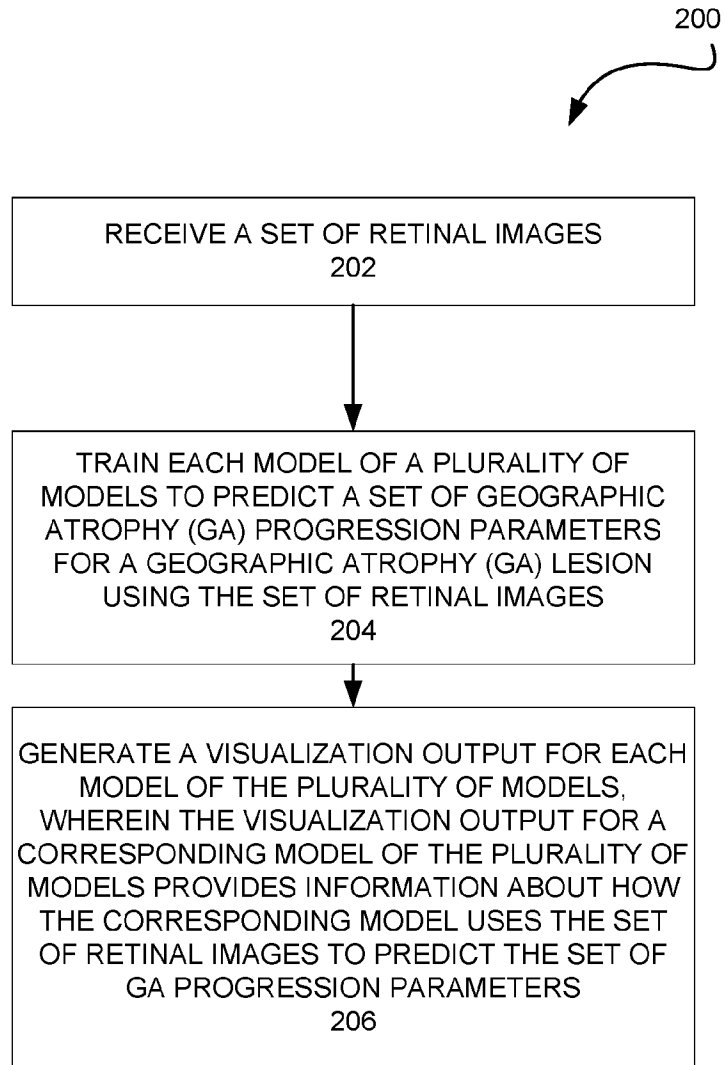 200
RECEIVE A SET OF RETINAL IMAGES
202
TRAIN EACH MODEL OF A PLURALITY OF
MODELS TO PREDICT A SET OF GEOGRAPHIC
ATROPHY (GA) PROGRESSION PARAMETERS
FOR A GEOGRAPHIC ATROPHY (GA) LESION
USING THE SET OF RETINAL IMAGES
204
GENERATE A VISUALIZATION OUTPUT FOR EACH
MODEL OF THE PLURALITY OF MODELS,
WHEREIN THE VISUALIZATION OUTPUT FOR A
CORRESPONDING MODEL OF THE PLURALITY OF
MODELS PROVIDES INFORMATION ABOUT HOW
THE CORRESPONDING MODEL USES THE SET
OF RETINAL IMAGES TO PREDICT THE SET OF
GA PROGRESSION PARAMETERS
206